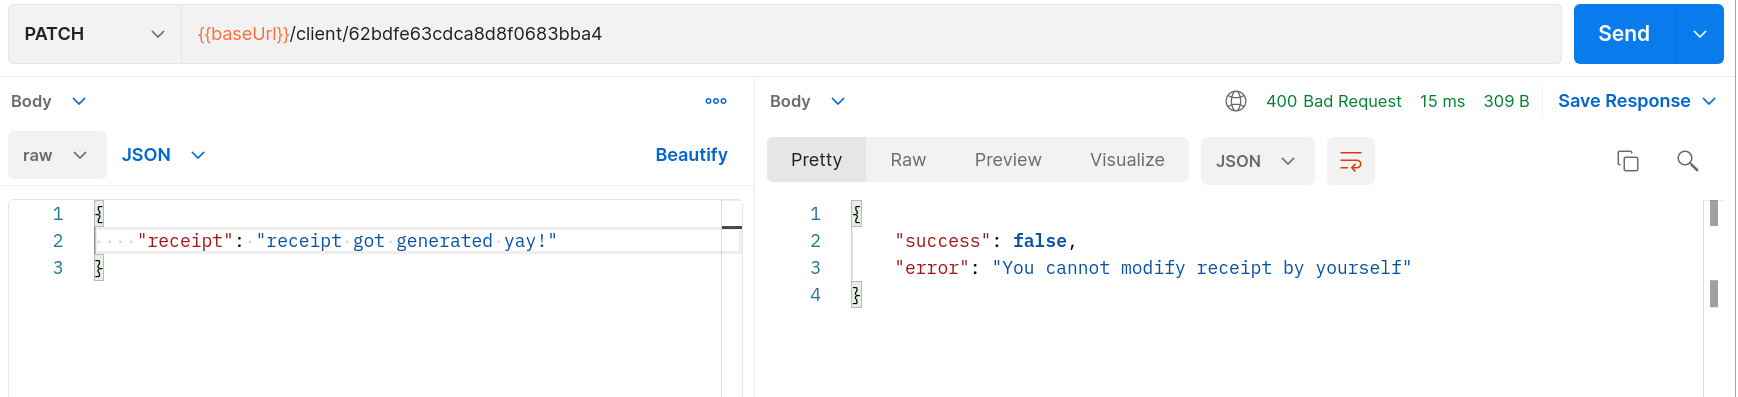 PATCH {{baseUrl}}/client/62bdfe63cdca8d8f0683bba4 Send
Body
raw JSON Beautify
1 {
2 ····"receipt":·"receipt·got·generated·yay!"
3 }
Body 400 Bad Request 15 ms 309 B Save Response
Pretty Raw Preview Visualize JSON
1 {
2 "success": false,
3 "error": "You cannot modify receipt by yourself"
4 }